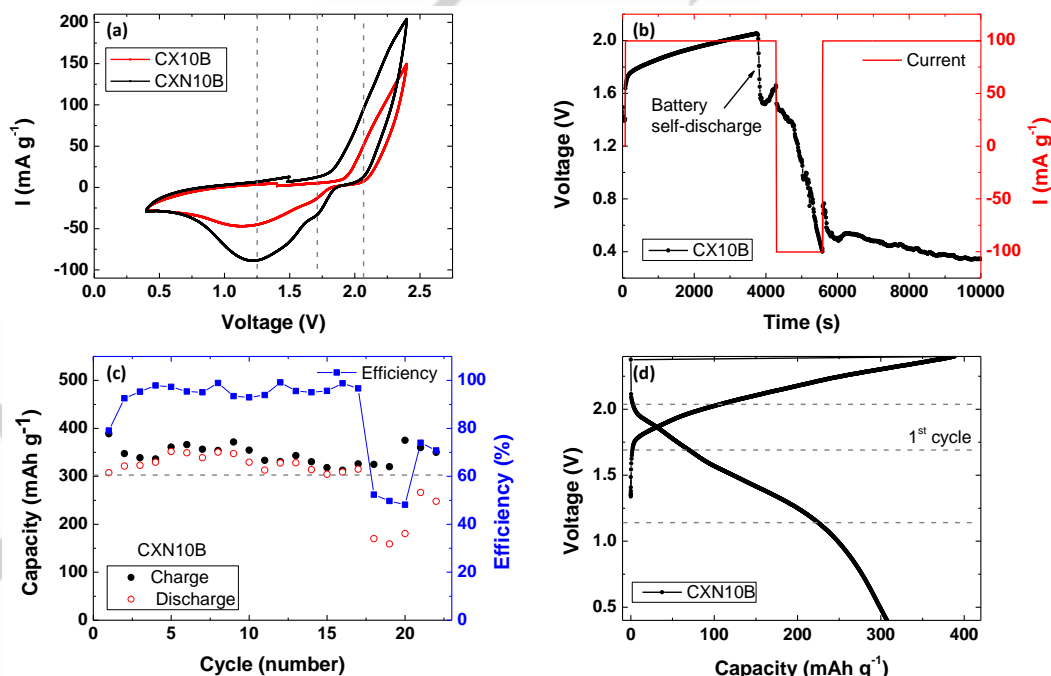 (a)
CX10B
CXN10B
I (mA g⁻¹)
200
150
100
50
0
-50
-100
0.0 0.5 1.0 1.5 2.0 2.5
Voltage (V)
(b)
Current
Battery
self-discharge
CX10B
Voltage (V)
2.0
1.6
1.2
0.8
0.4
I (mA g⁻¹)
100
50
0
-50
-100
0 2000 4000 6000 8000 10000
Time (s)
(c)
Efficiency
CXN10B
Charge
Discharge
Capacity (mAh g⁻¹)
500
400
300
200
100
0
Efficiency (%)
100
80
60
40
20
0
0 5 10 15 20
Cycle (number)
(d)
1st cycle
CXN10B
Voltage (V)
2.0
1.5
1.0
0.5
0 100 200 300 400
Capacity (mAh g⁻¹)